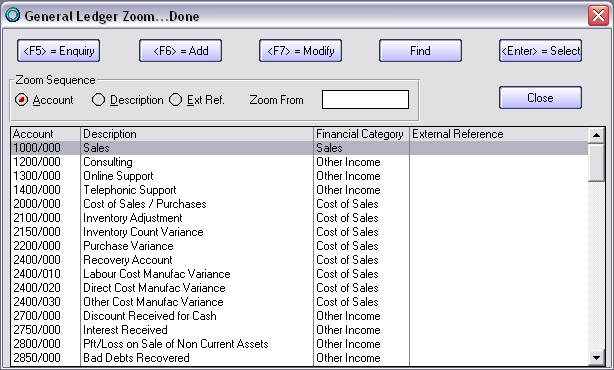 General Ledger Zoom...Done
<F5> = Enquiry <F6> = Add <F7> = Modify Find <Enter> = Select
Zoom Sequence
Account Description Ext Ref. Zoom From Close
Account Description Financial Category External Reference
1000/000 Sales Sales
1200/000 Consulting Other Income
1300/000 Online Support Other Income
1400/000 Telephonic Support Other Income
2000/000 Cost of Sales / Purchases Cost of Sales
2100/000 Inventory Adjustment Cost of Sales
2150/000 Inventory Count Variance Cost of Sales
2200/000 Purchase Variance Cost of Sales
2400/000 Recovery Account Cost of Sales
2400/010 Labour Cost Manufac Variance Cost of Sales
2400/020 Direct Cost Manufac Variance Cost of Sales
2400/030 Other Cost Manufac Variance Cost of Sales
2700/000 Discount Received for Cash Other Income
2750/000 Interest Received Other Income
2800/000 Pft/Loss on Sale of Non Current Assets Other Income
2850/000 Bad Debts Recovered Other Income